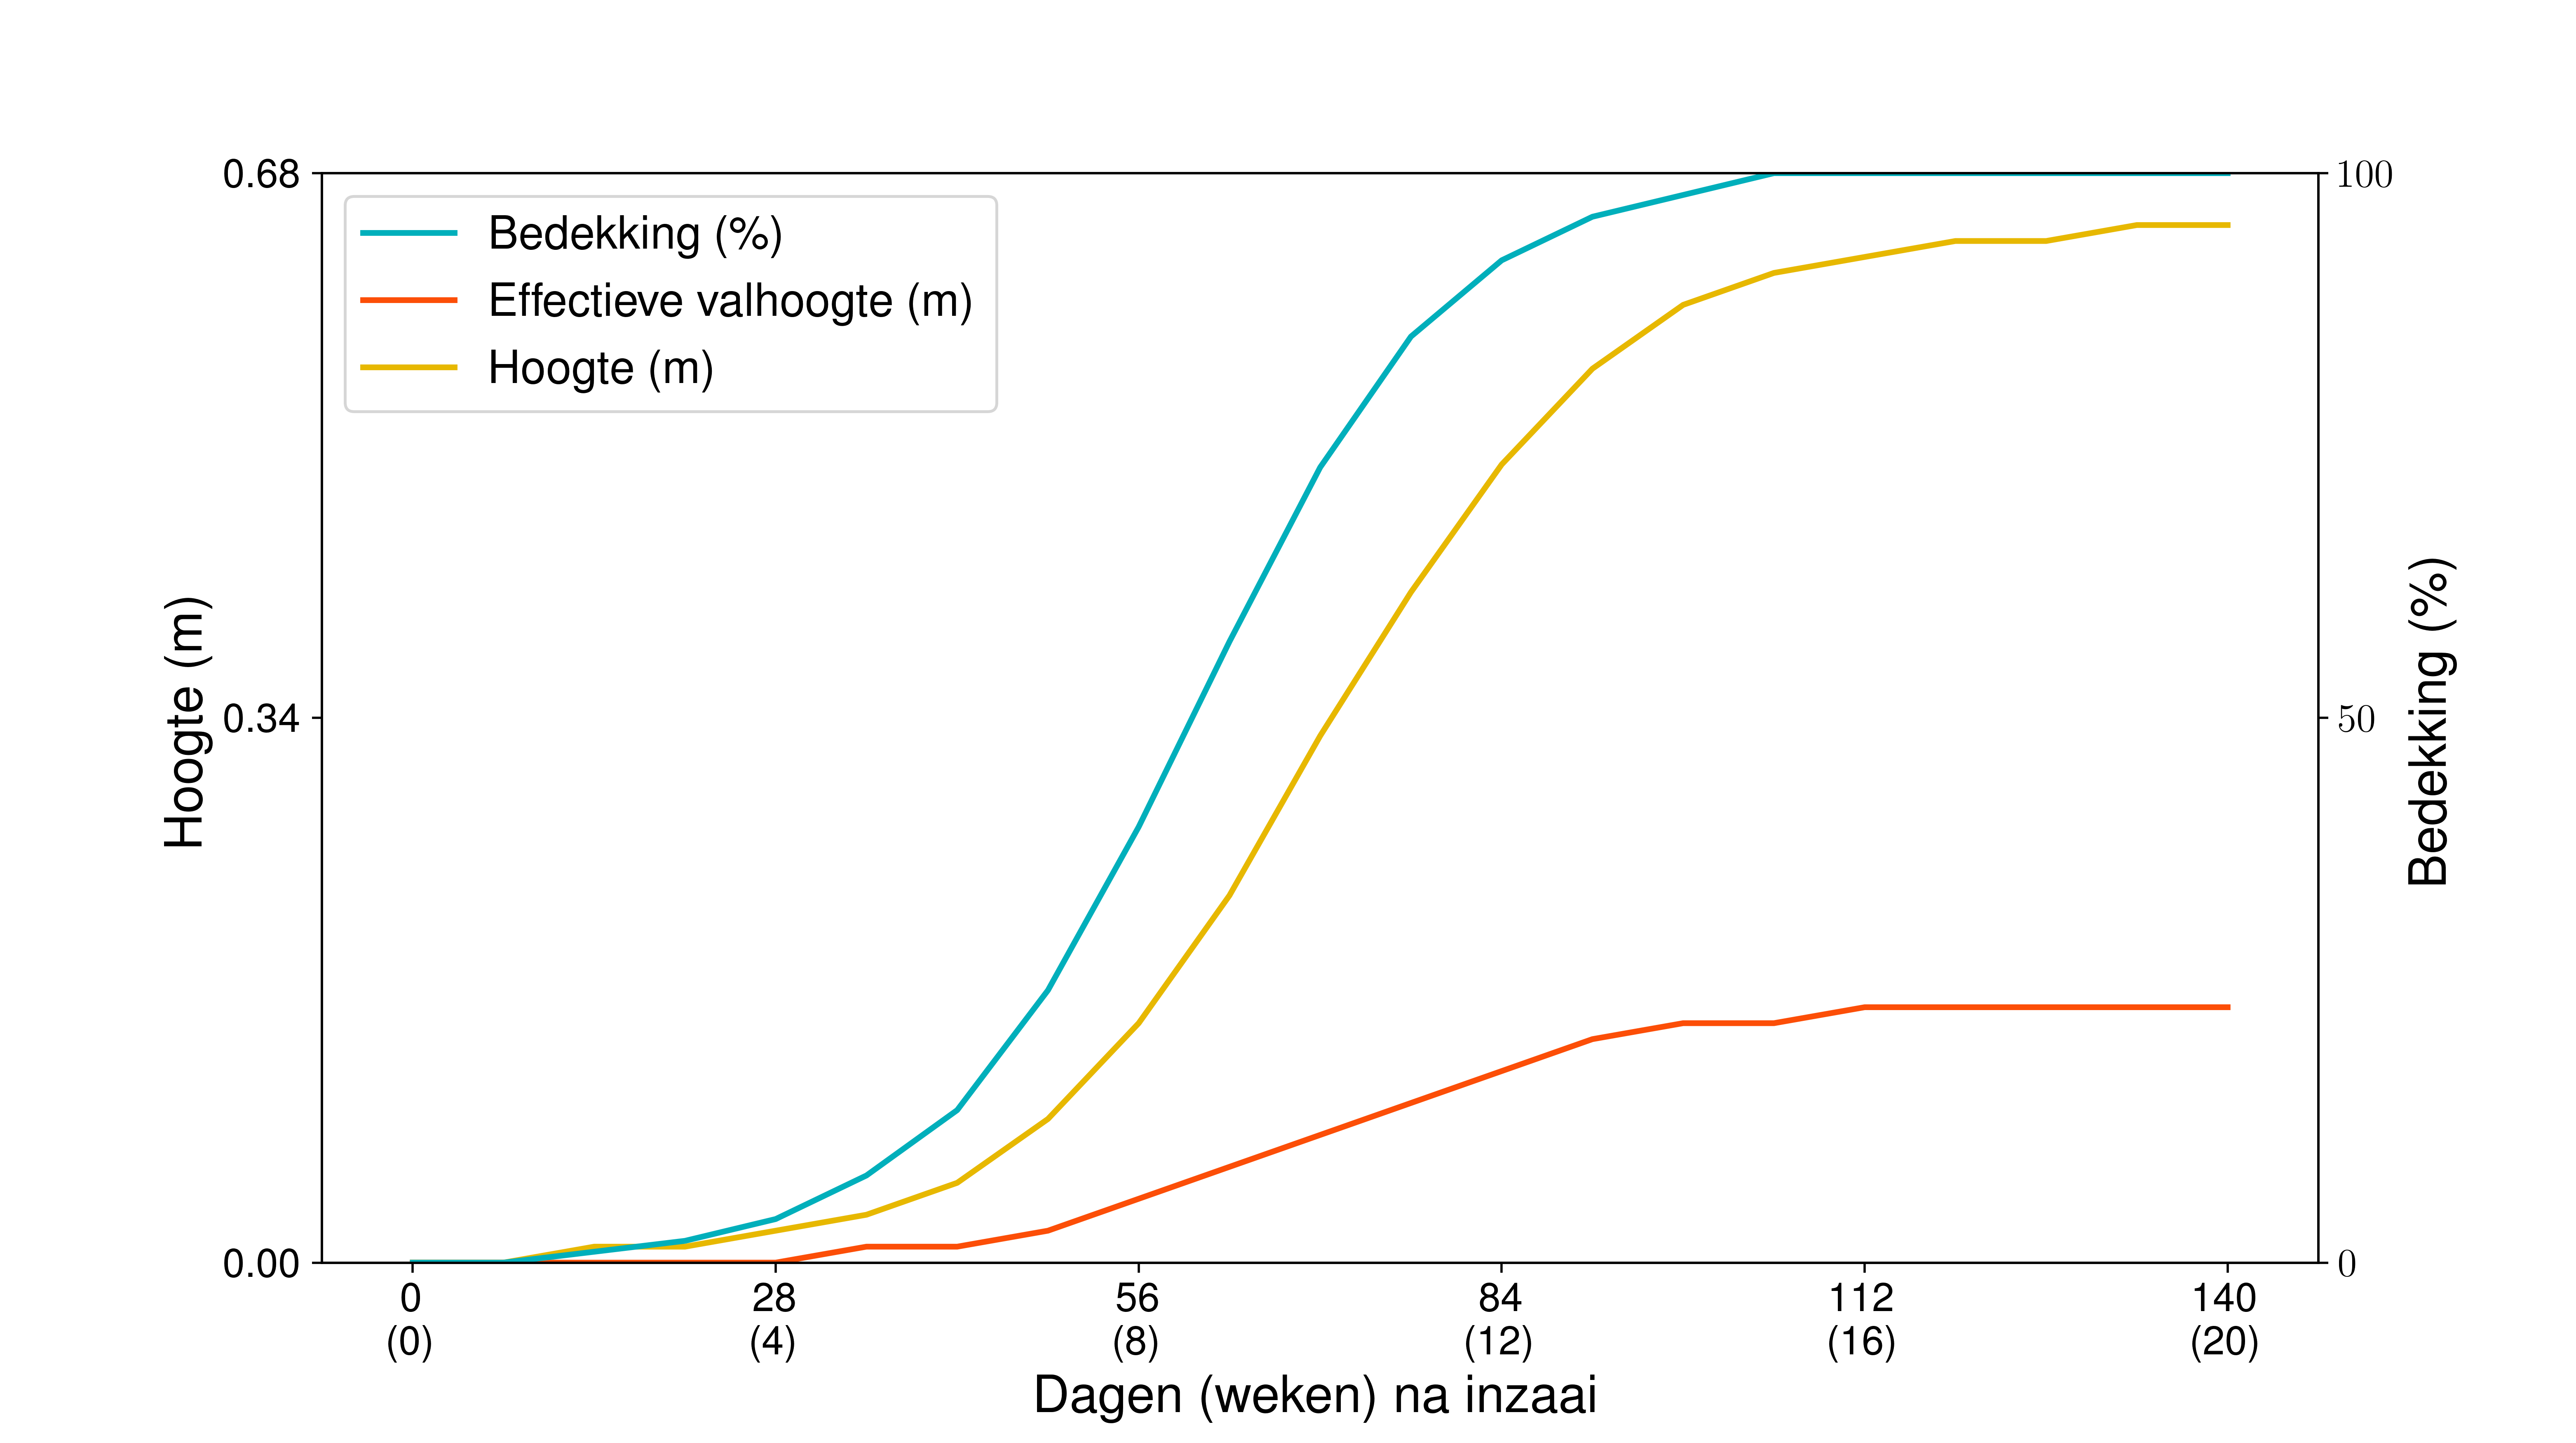 0.68
0.34
0.00
Hoogte (m)
Bedekking (%)
Effectieve valhoogte (m)
Hoogte (m)
100
50
0
Bedekking (%)
0 28 56 84 112 140
(0) (4) (8) (12) (16) (20)
Dagen (weken) na inzaai